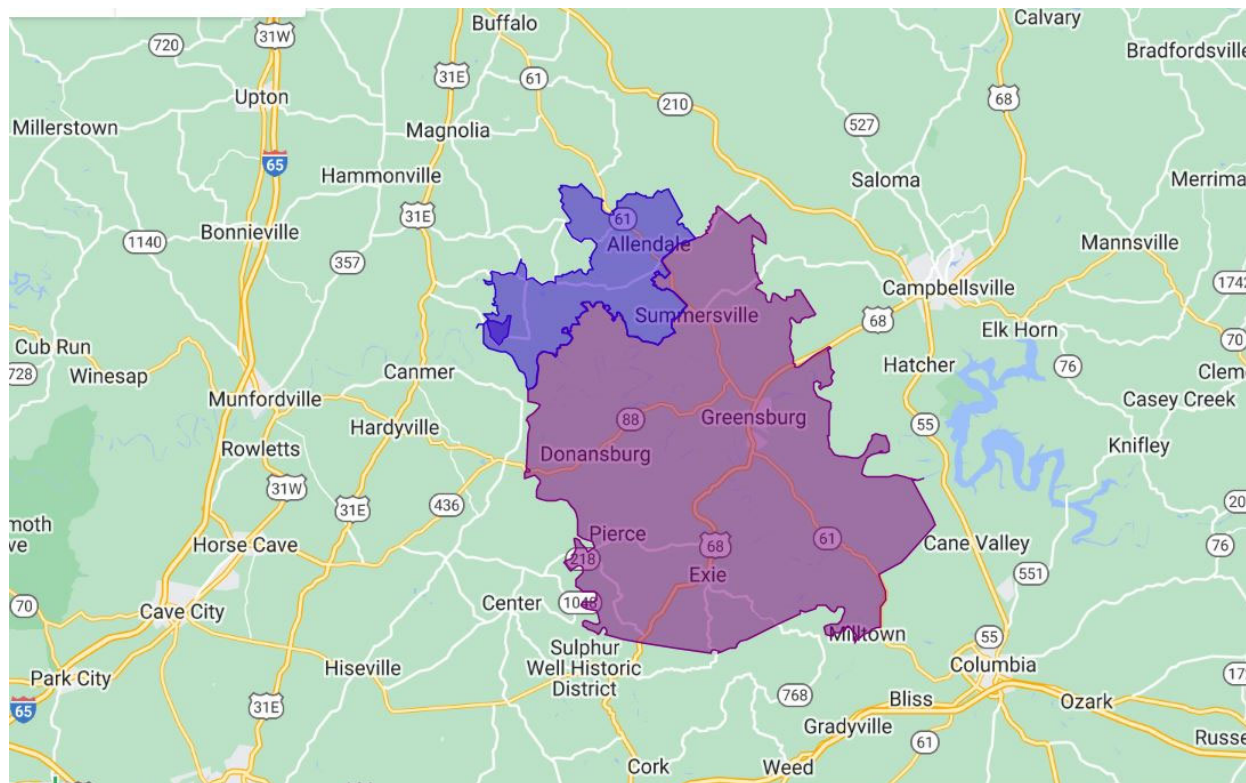 Calvary
Buffalo
31W
720
Bradfordsville
31E
61
68
Upton
210
Millerstown
Magnolia
527
65
Hammonville
Saloma
Merrima
31E
61
1140
Bonnieville
Allendale
Mannsville
357
1742
Campbellsville
Summersville
68
Elk Horn
Cub Run
70
728
Winesap
Canmer
Hatcher
76
Clem
Munfordville
Casey Creek
88
Greensburg
Hardyville
55
Rowletts
Donansburg
Knifley
31W
20
436
31E
moth
ve
Pierce
Horse Cave
68
61
Cane Valley
76
218
Exie
551
70
Cave City
Center
1048
Milltown
55
Sulphur
Well Historic
District
Hiseville
Columbia
Park City
17
768
Bliss
Ozark
65
31E
Gradyville
61
Russe
Cork
Weed